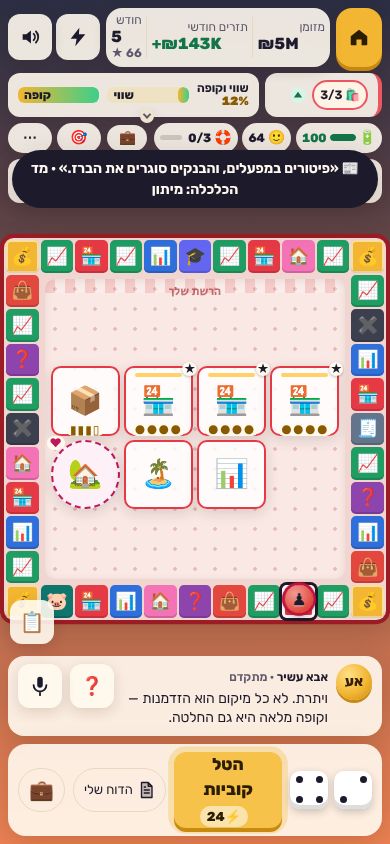 מזומן
₪5M
תזרים חודשי
+₪143K
חודש
5
★ 66
3/3
שווי וקופה
12%
שווי
קופה
100
64
0/3
...
«פיטורים במפעלים, והבנקים סוגרים את הברז.» • מד
הכלכלה: מיתון
הרשת שלך
אע
אבא עשיר • מתקדם
ויתרת. לא כל מיקום הוא הזדמנות –
וקופה מלאה היא גם החלטה.
הטל
קוביות
24⚡
הדוח שלי